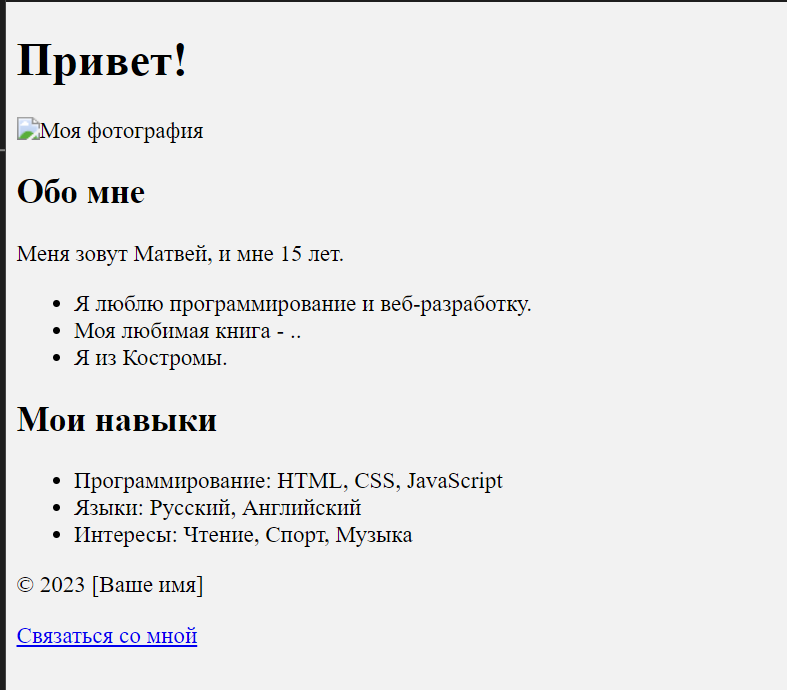 Привет!
Моя фотография
Обо мне
Меня зовут Матвей, и мне 15 лет.
Я люблю программирование и веб-разработку.
Моя любимая книга - ..
Я из Костромы.
Мои навыки
Программирование: HTML, CSS, JavaScript
Языки: Русский, Английский
Интересы: Чтение, Спорт, Музыка
© 2023 [Ваше имя]
Связаться со мной